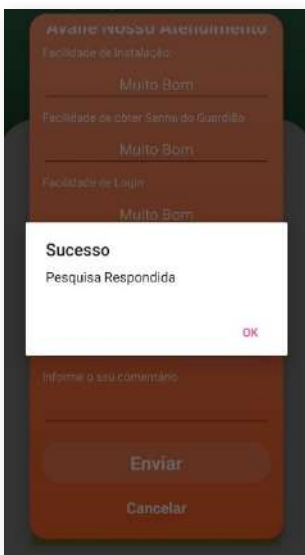 Avalie Nosso Atendimento
Facilidade de Instalação:
Muito Bom
Facilidade de obter Senha do Guardião
Muito Bom
Facilidade de Login
Muito Bom
Sucesso
Pesquisa Respondida
OK
Informe o seu comentário
Enviar
Cancelar